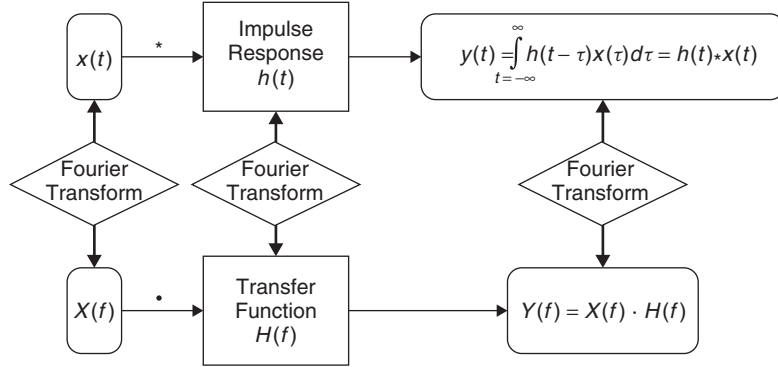 x(t)
*
Impulse
Response
h(t)
∞
y(t) = ∫ h(t – τ)x(τ)dτ = h(t)*x(t)
t = –∞
Fourier
Transform
Fourier
Transform
Fourier
Transform
X(f)
•
Transfer
Function
H(f)
Y(f) = X(f) · H(f)